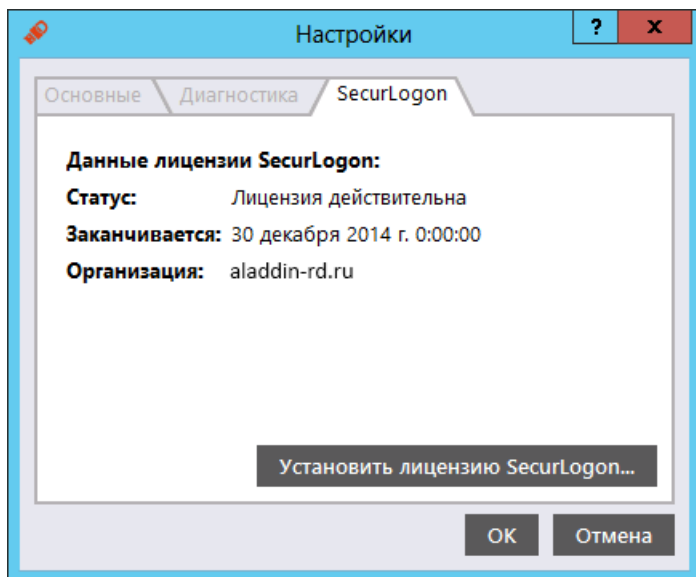 Настройки
?
x
Основные
Диагностика
SecurLogon
Данные лицензии SecurLogon:
Статус: Лицензия действительна
Заканчивается: 30 декабря 2014 г. 0:00:00
Организация: aladdin-rd.ru
Установить лицензию SecurLogon...
ОК
Отмена